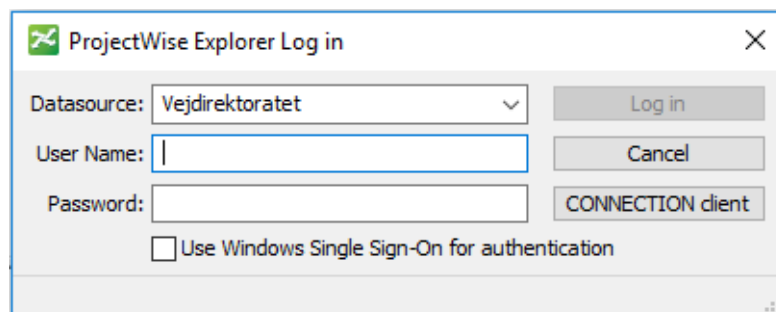 ProjectWise Explorer Log in
Datasource: Vejdirektoratet Log in
User Name: Cancel
Password: CONNECTION client
Use Windows Single Sign-On for authentication